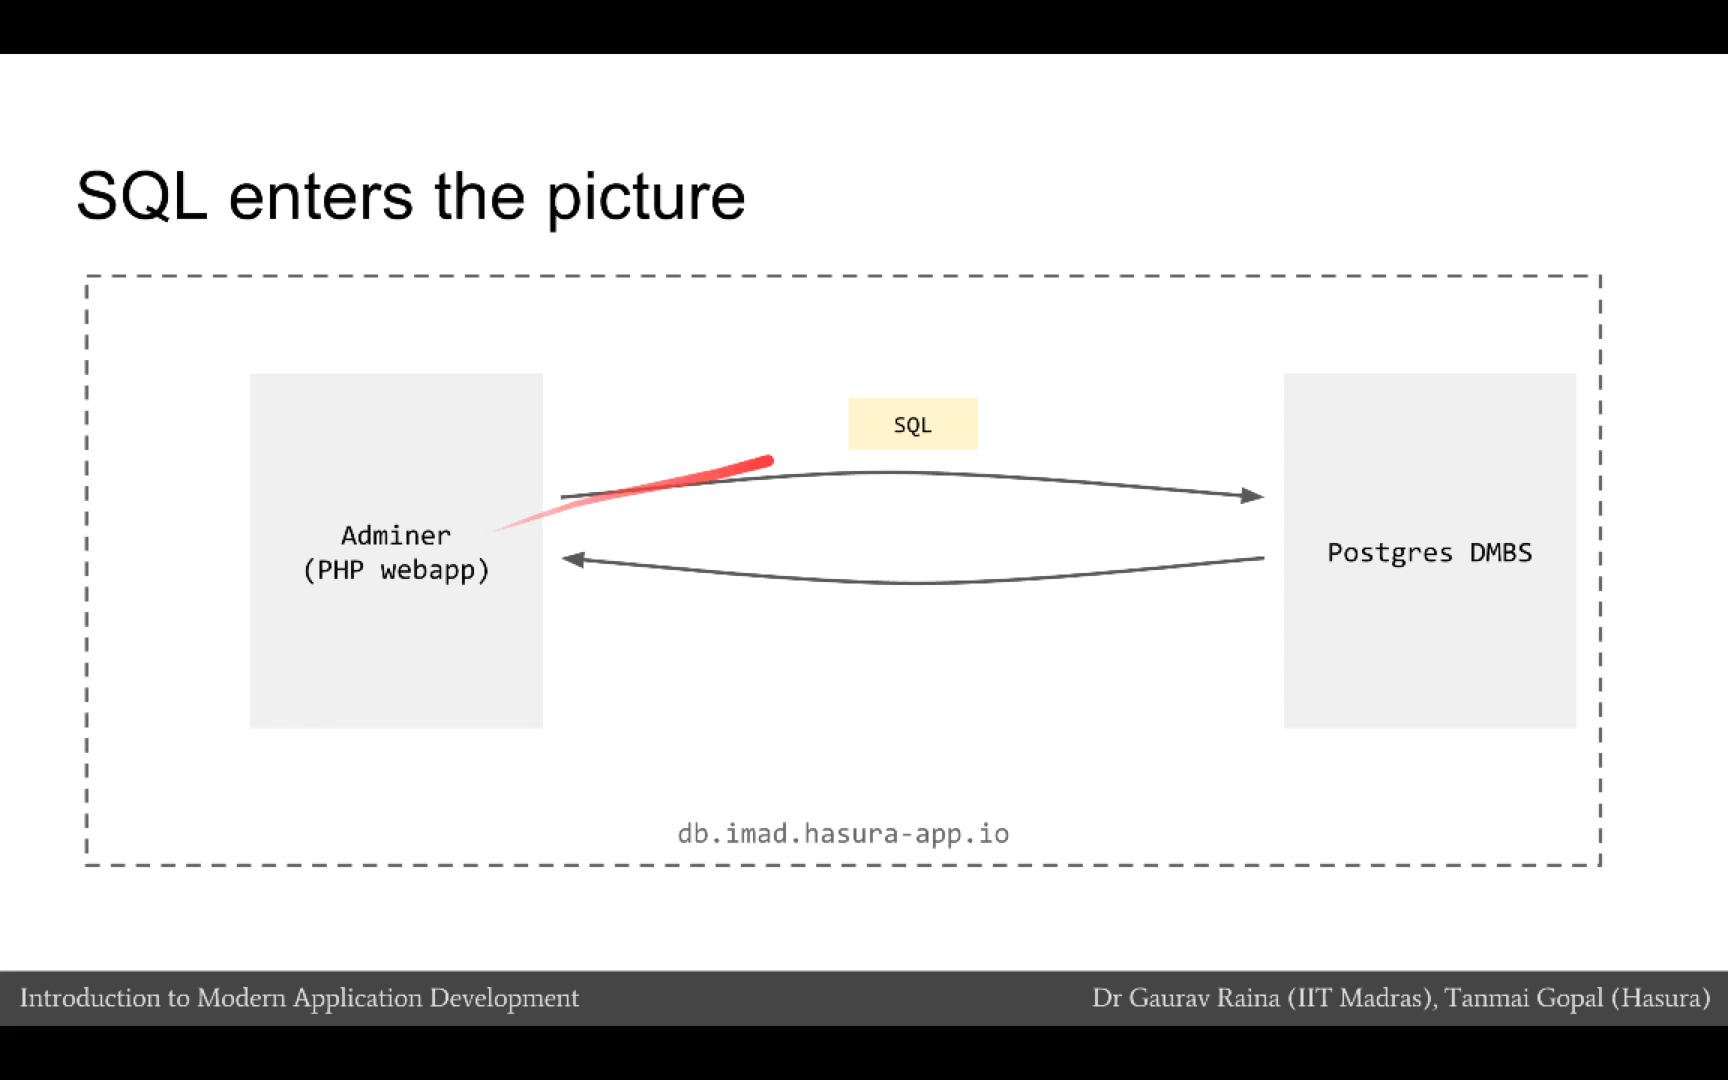 SQL enters the picture
SQL
Adminer
(PHP webapp)
Postgres DMBS
db.imad.hasura-app.io
Introduction to Modern Application Development
Dr Gaurav Raina (IIT Madras), Tanmai Gopal (Hasura)